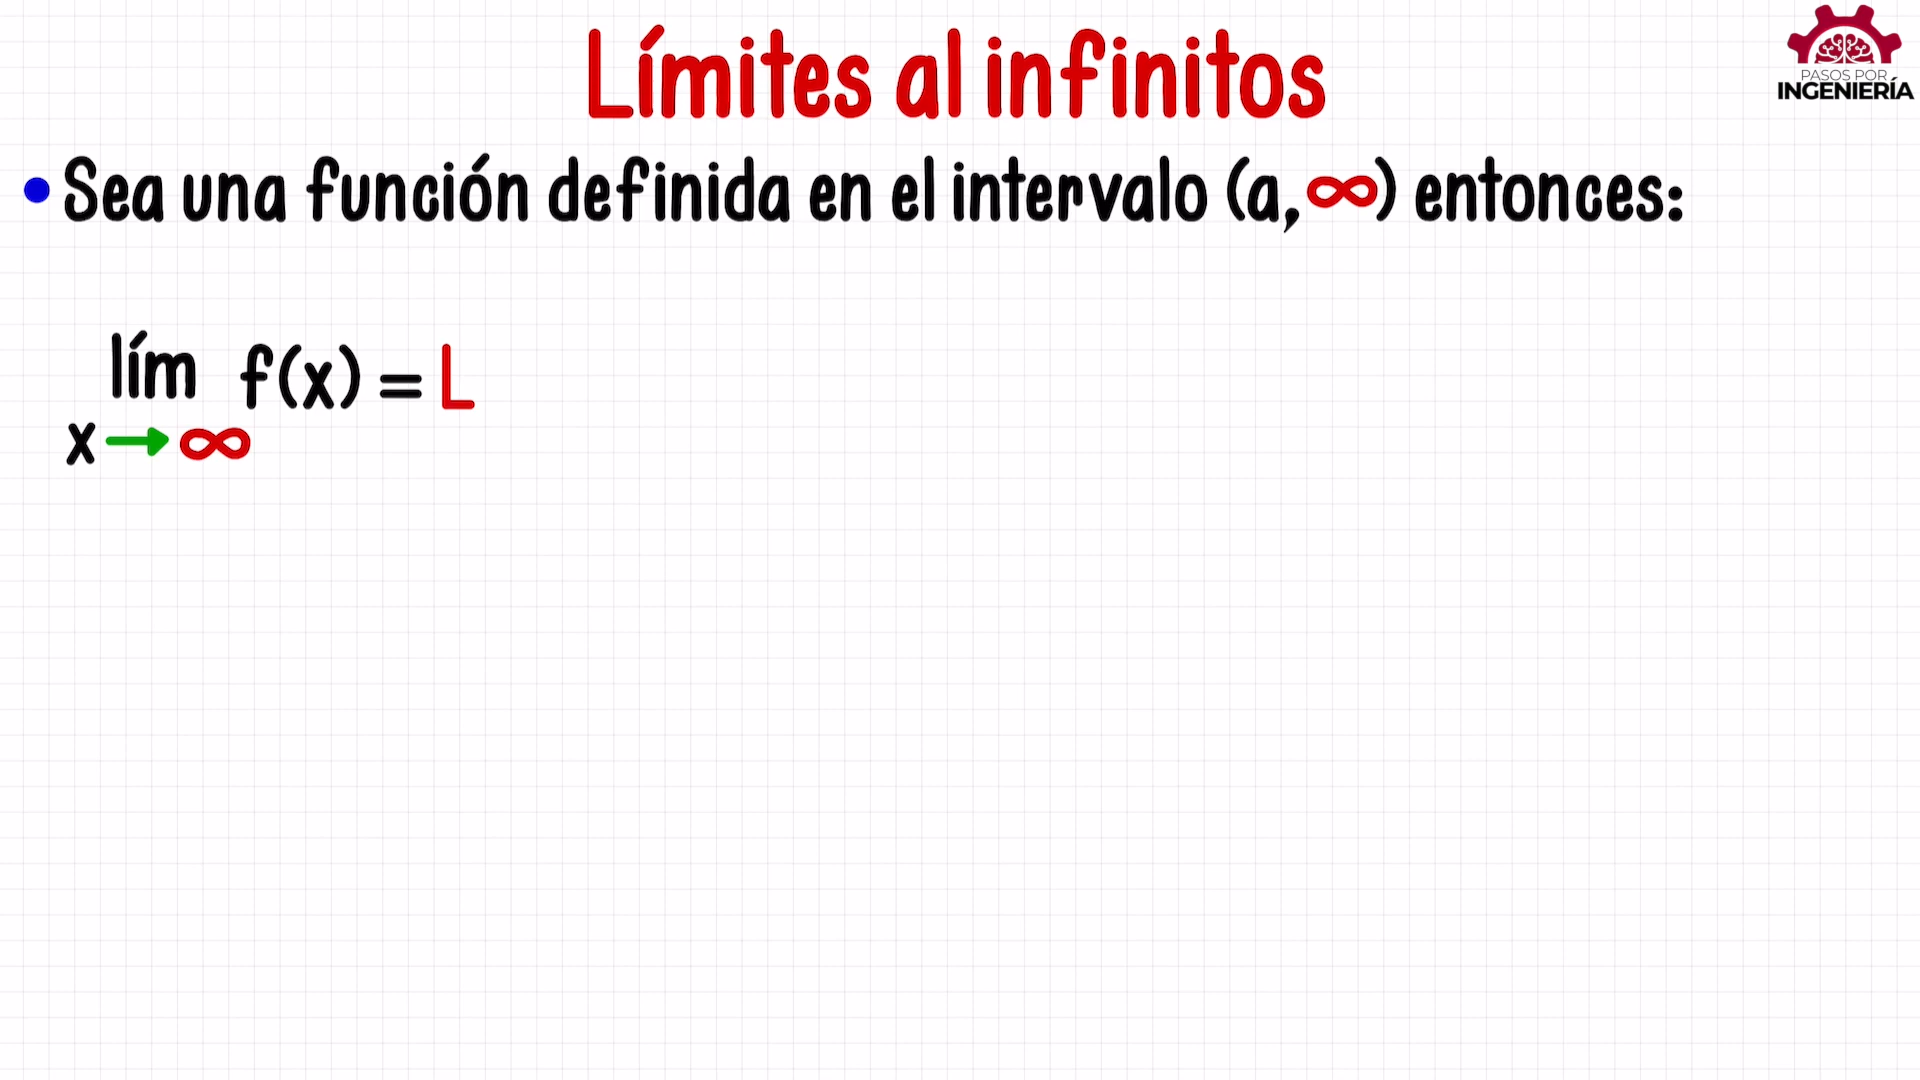 Límites al infinitos
PASOS POR
INGENIERÍA
• Sea una función definida en el intervalo (a,∞) entonces:
lím f(x) = L
x→∞